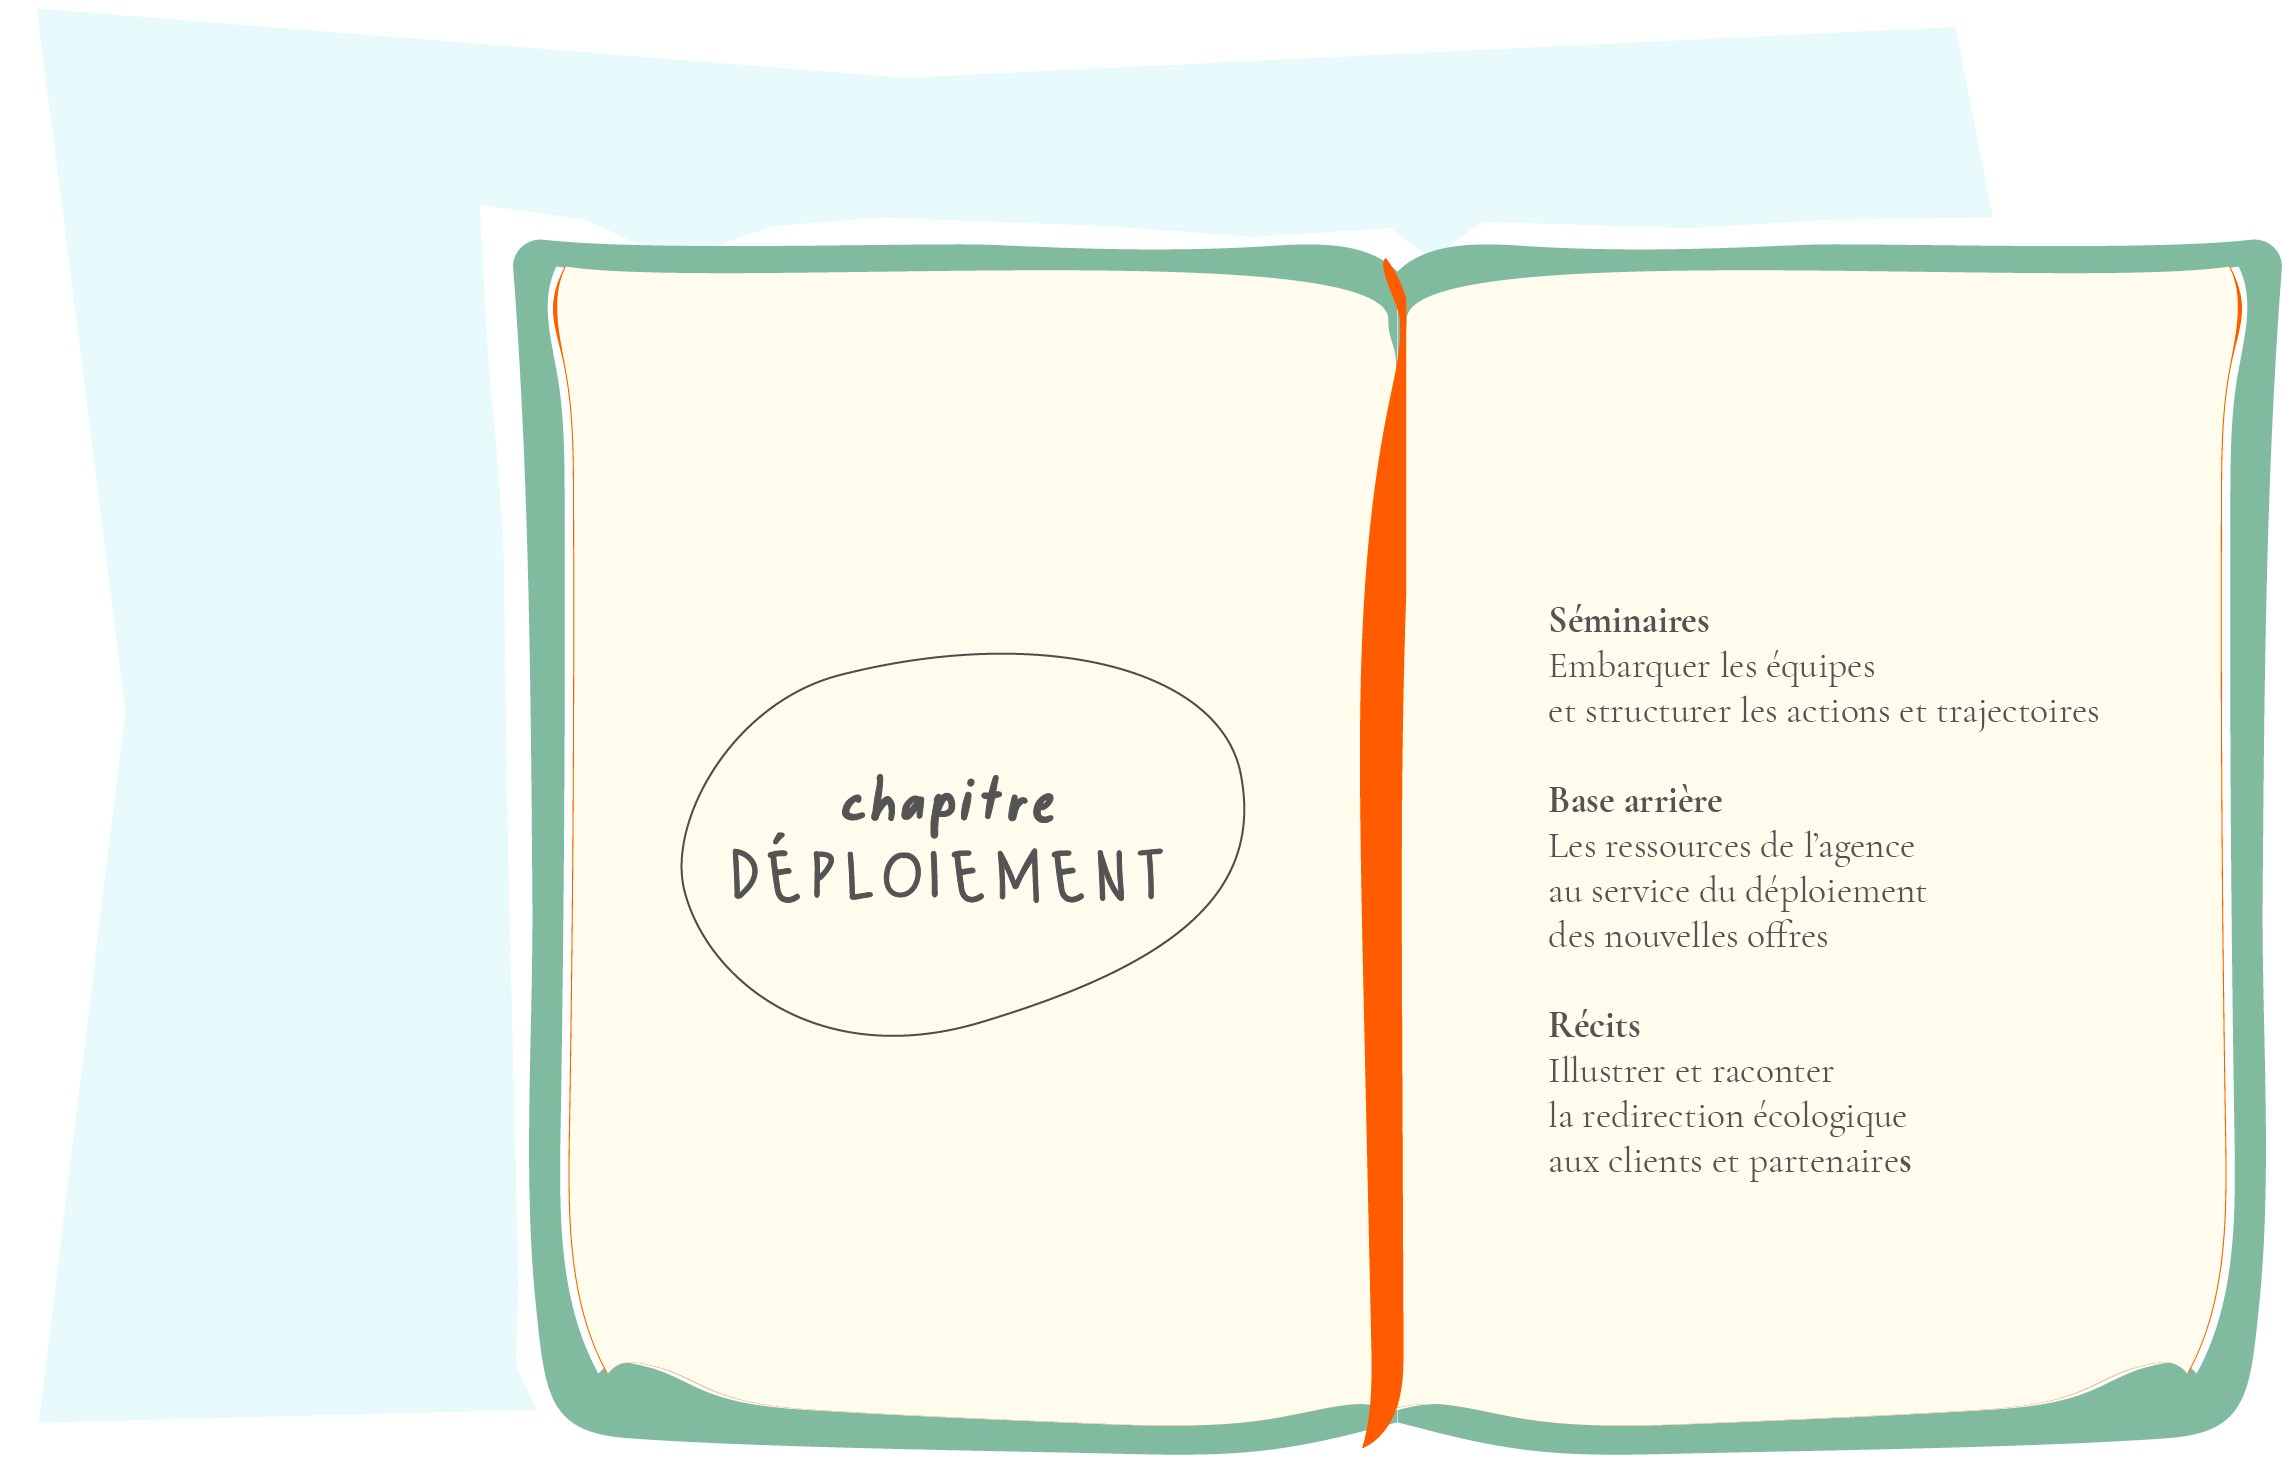 chapitre
DÉPLOIEMENT
Séminaires
Embarquer les équipes
et structurer les actions et trajectoires
Base arrière
Les ressources de l’agence
au service du déploiement
des nouvelles offres
Récits
Illustrer et raconter
la redirection écologique
aux clients et partenaires